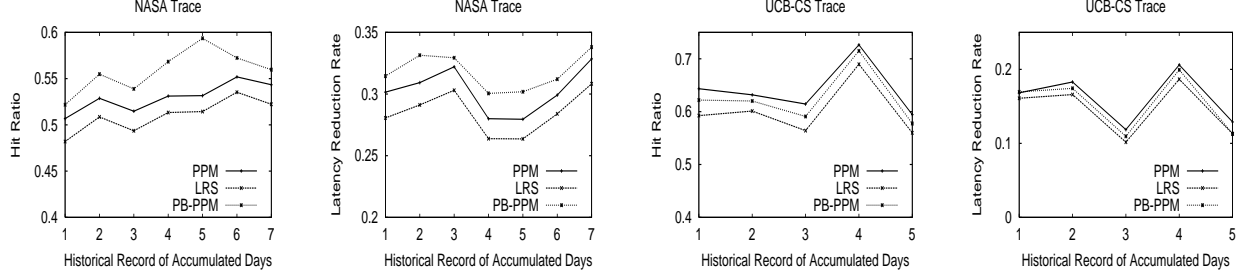 NASA Trace
0.6
0.55
0.5
0.45
0.4
Hit Ratio
PPM
LRS
PB-PPM
1 2 3 4 5 6 7
Historical Record of Accumulated Days
NASA Trace
0.35
0.3
0.25
0.2
Latency Reduction Rate
PPM
LRS
PB-PPM
1 2 3 4 5 6 7
Historical Record of Accumulated Days
UCB-CS Trace
0.7
0.6
0.5
0.4
Hit Ratio
PPM
LRS
PB-PPM
1 2 3 4 5
Historical Record of Accumulated Days
UCB-CS Trace
0.2
0.1
0
Latency Reduction Rate
PPM
LRS
PB-PPM
1 2 3 4 5
Historical Record of Accumulated Days